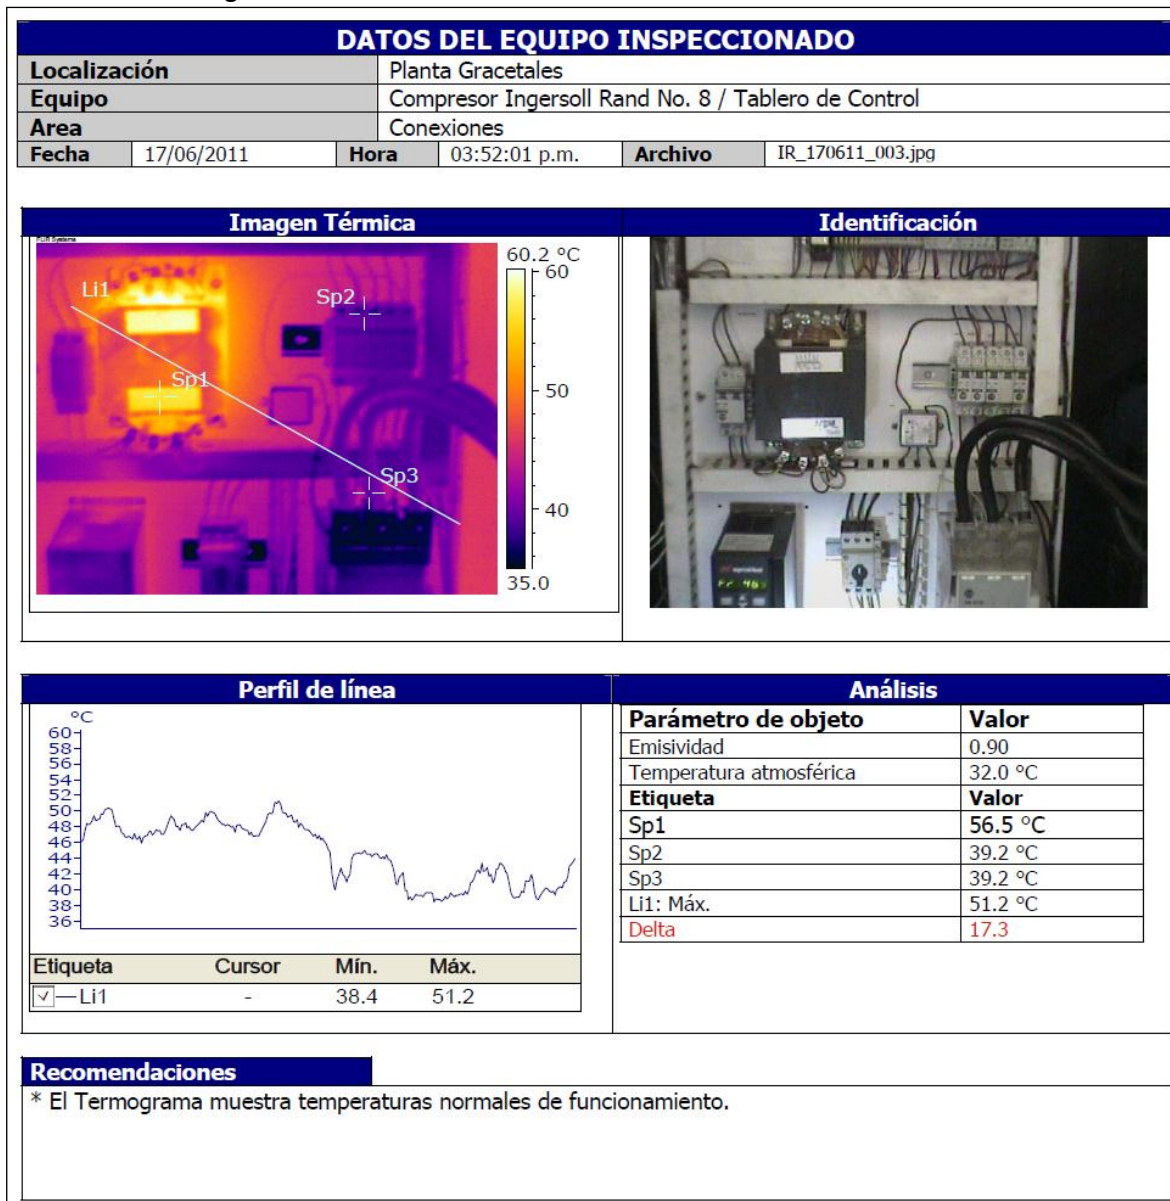 DATOS DEL EQUIPO INSPECCIONADO
Localización Planta Gracetales
Equipo Compresor Ingersoll Rand No. 8 / Tablero de Control
Area Conexiones
Fecha 17/06/2011 Hora 03:52:01 p.m. Archivo IR_170611_003.jpg
Imagen Térmica Identificación
60.2 °C
60
Li1
Sp2
Sp1
50
Sp3
40
35.0
Perfil de línea Análisis
°C
60
58
56
54
52
50
48
46
44
42
40
38
36
Etiqueta Cursor Mín. Máx.
Li1 - 38.4 51.2
Parámetro de objeto Valor
Emisividad 0.90
Temperatura atmosférica 32.0 °C
Etiqueta Valor
Sp1 56.5 °C
Sp2 39.2 °C
Sp3 39.2 °C
Li1: Máx. 51.2 °C
Delta 17.3
Recomendaciones
* El Termograma muestra temperaturas normales de funcionamiento.